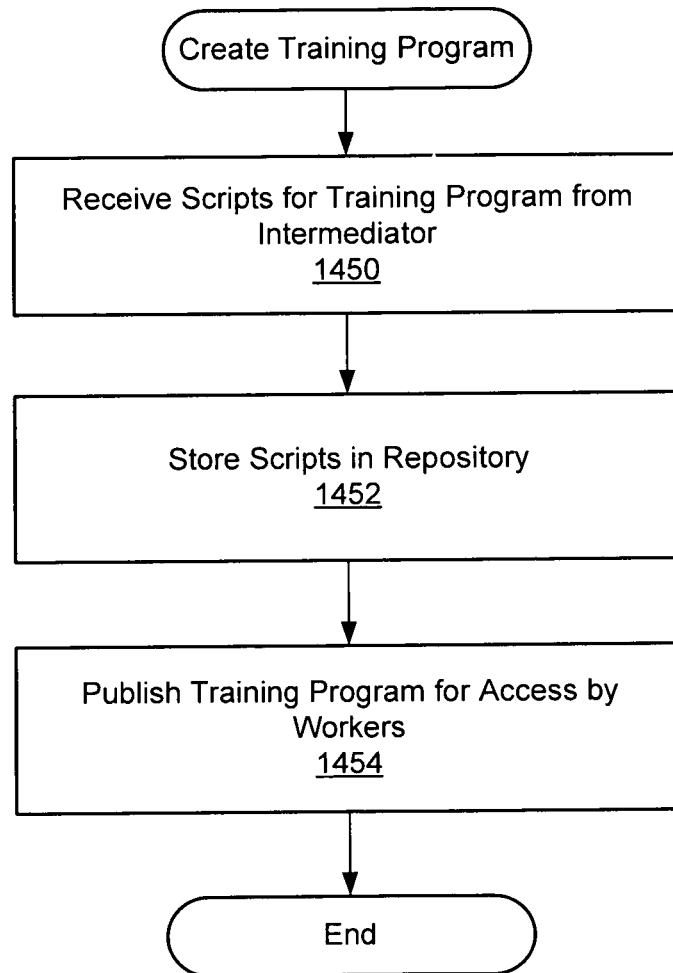 Create Training Program
Receive Scripts for Training Program from
Intermediator
1450
Store Scripts in Repository
1452
Publish Training Program for Access by
Workers
1454
End